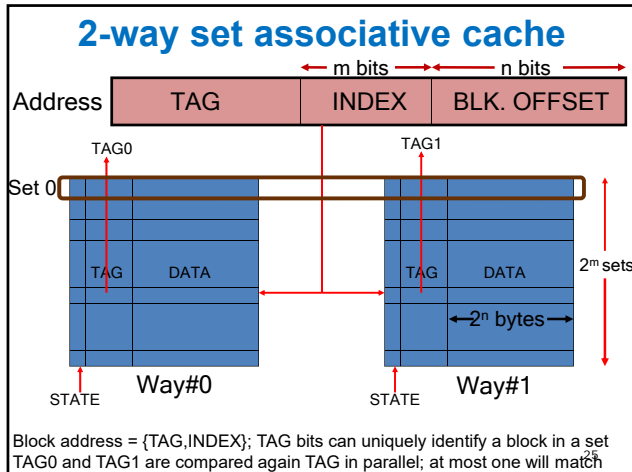 2-way set associative cache
m bits n bits
Address TAG INDEX BLK. OFFSET
TAG0 TAG1
Set 0
TAG DATA TAG DATA
2ᵐ sets
2ⁿ bytes
Way#0 Way#1
STATE STATE
Block address = {TAG,INDEX}; TAG bits can uniquely identify a block in a set
TAG0 and TAG1 are compared again TAG in parallel; at most one will match
25